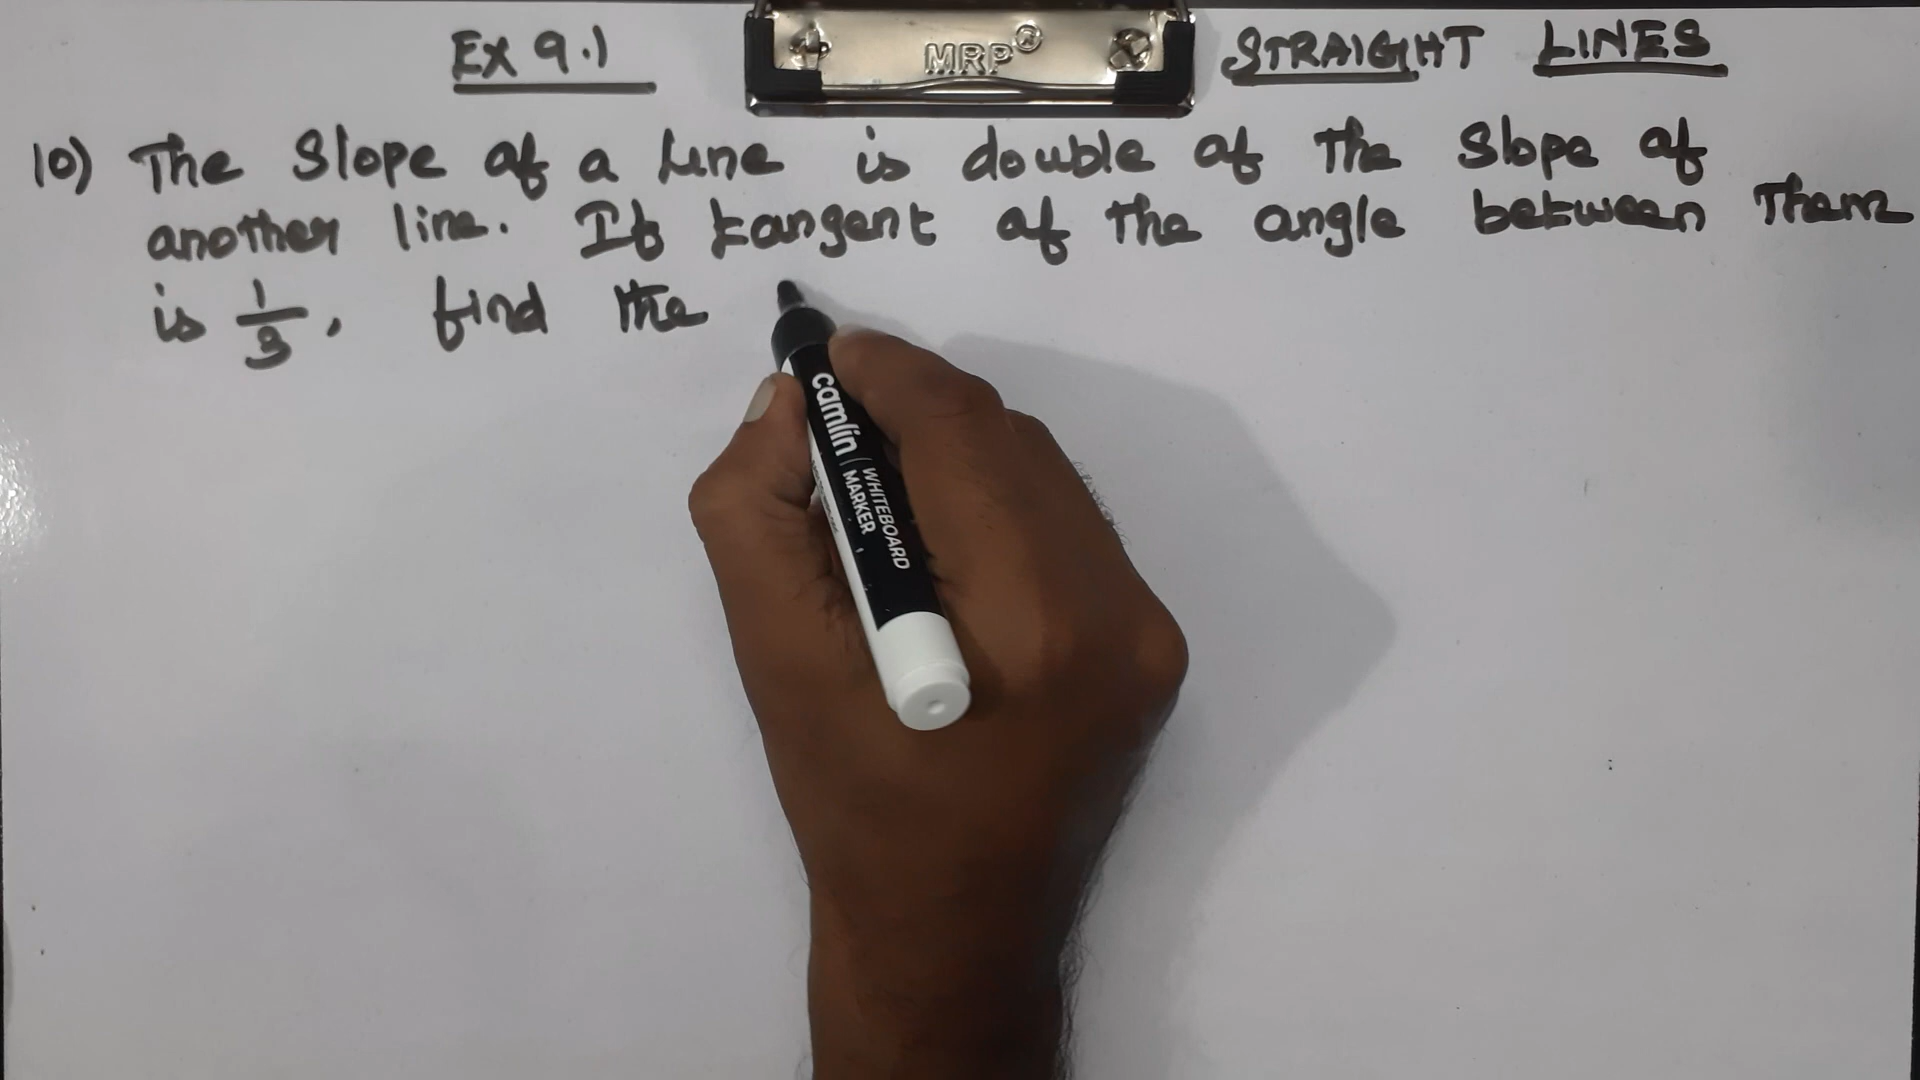 EX 9.1
MRP®
STRAIGHT LINES
10) The Slope of a line is double of the slope of
another line. If tangent of the angle between them
is 1/3, find the
camlin WHITEBOARD MARKER